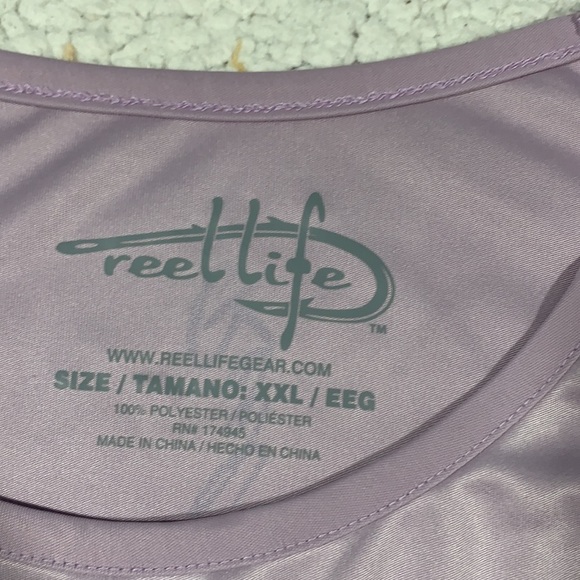 reel life
TM
WWW.REELLIFEGEAR.COM
SIZE / TAMANO: XXL / EEG
100% POLYESTER / POLIÉSTER
RN# 174945
MADE IN CHINA / HECHO EN CHINA